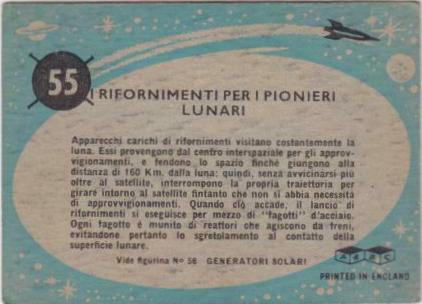 55
I RIFORNIMENTI PER I PIONIERI
LUNARI
Apparecchi carichi di rifornimenti visitano costantemente la
luna. Essi provengono dal centro interspaziale per gli approv-
vigionamenti, e fendono lo spazio finchè giungono alla
distanza di 160 Km. dalla luna: quindi, senza avvicinarsi più
oltre al satellite, interrompono la propria traiettoria per
girare intorno al satellite fintanto che non si abbia necessità
di approvvigionamenti. Quando ciò accade, il lancio di
rifornimenti si eseguisce per mezzo di "fagotti" d'acciaio.
Ogni fagotto é munito di reattori che agiscono da freni,
evitandone pertanto lo sgretolamento al contatto della
superficie lunare.
Vide figurina No 56 GENERATORI SOLARI
A B C
PRINTED IN ENGLAND